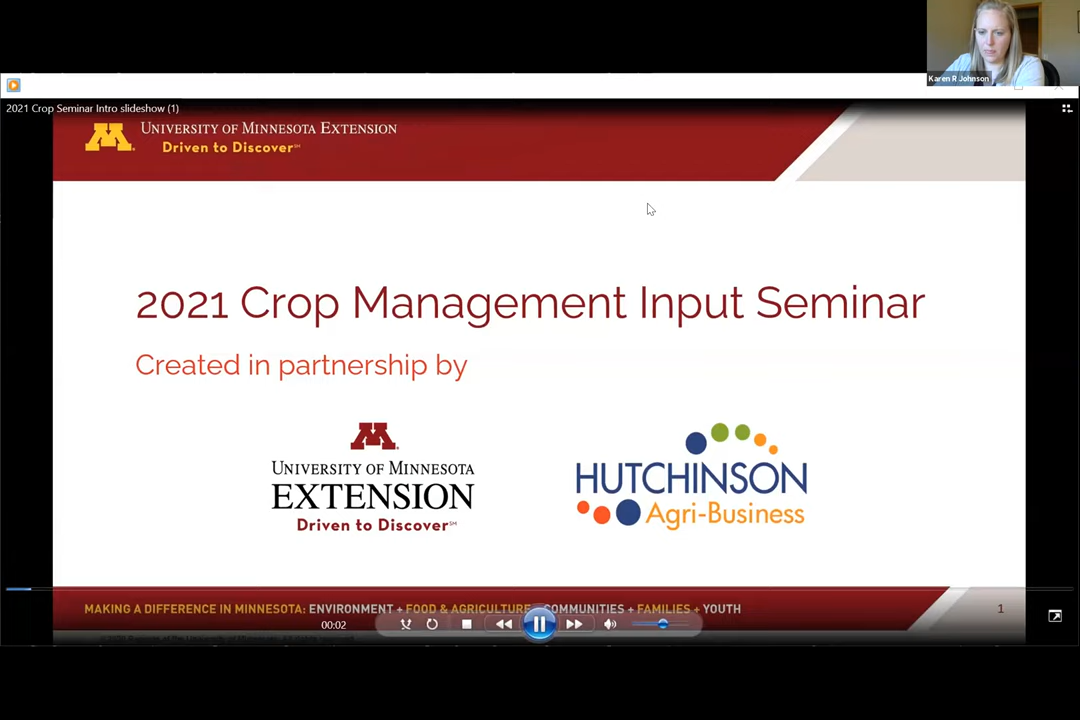 Karen R Johnson
2021 Crop Seminar Intro slideshow (1)
M
UNIVERSITY OF MINNESOTA EXTENSION
Driven to Discover℠
2021 Crop Management Input Seminar
Created in partnership by
M
UNIVERSITY OF MINNESOTA
EXTENSION
Driven to Discover℠
HUTCHINSON
Agri-Business
MAKING A DIFFERENCE IN MINNESOTA: ENVIRONMENT + FOOD & AGRICULTURE + COMMUNITIES + FAMILIES + YOUTH
1
00:02